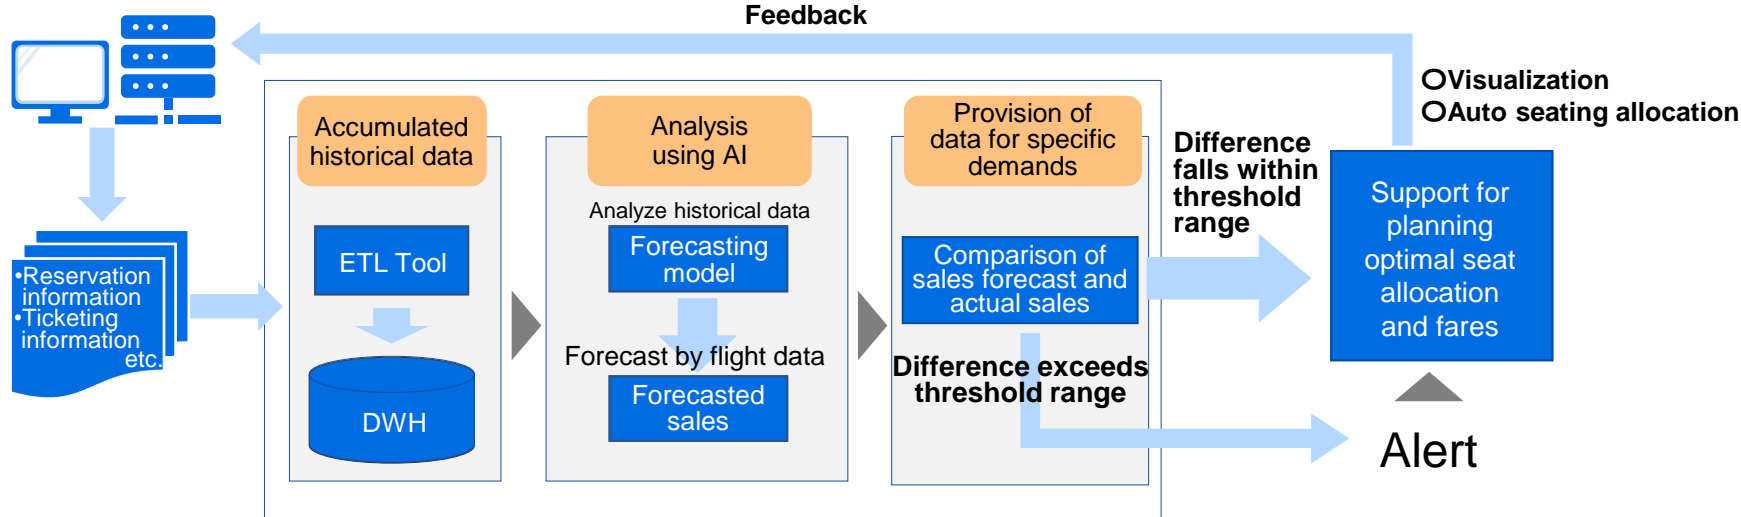 Feedback
〇Visualization
〇Auto seating allocation
•Reservation
information
•Ticketing
information
etc.
Accumulated
historical data
ETL Tool
DWH
Analysis
using AI
Analyze historical data
Forecasting
model
Forecast by flight data
Forecasted
sales
Provision of
data for specific
demands
Comparison of
sales forecast and
actual sales
Difference exceeds
threshold range
Difference
falls within
threshold
range
Support for
planning
optimal seat
allocation
and fares
Alert